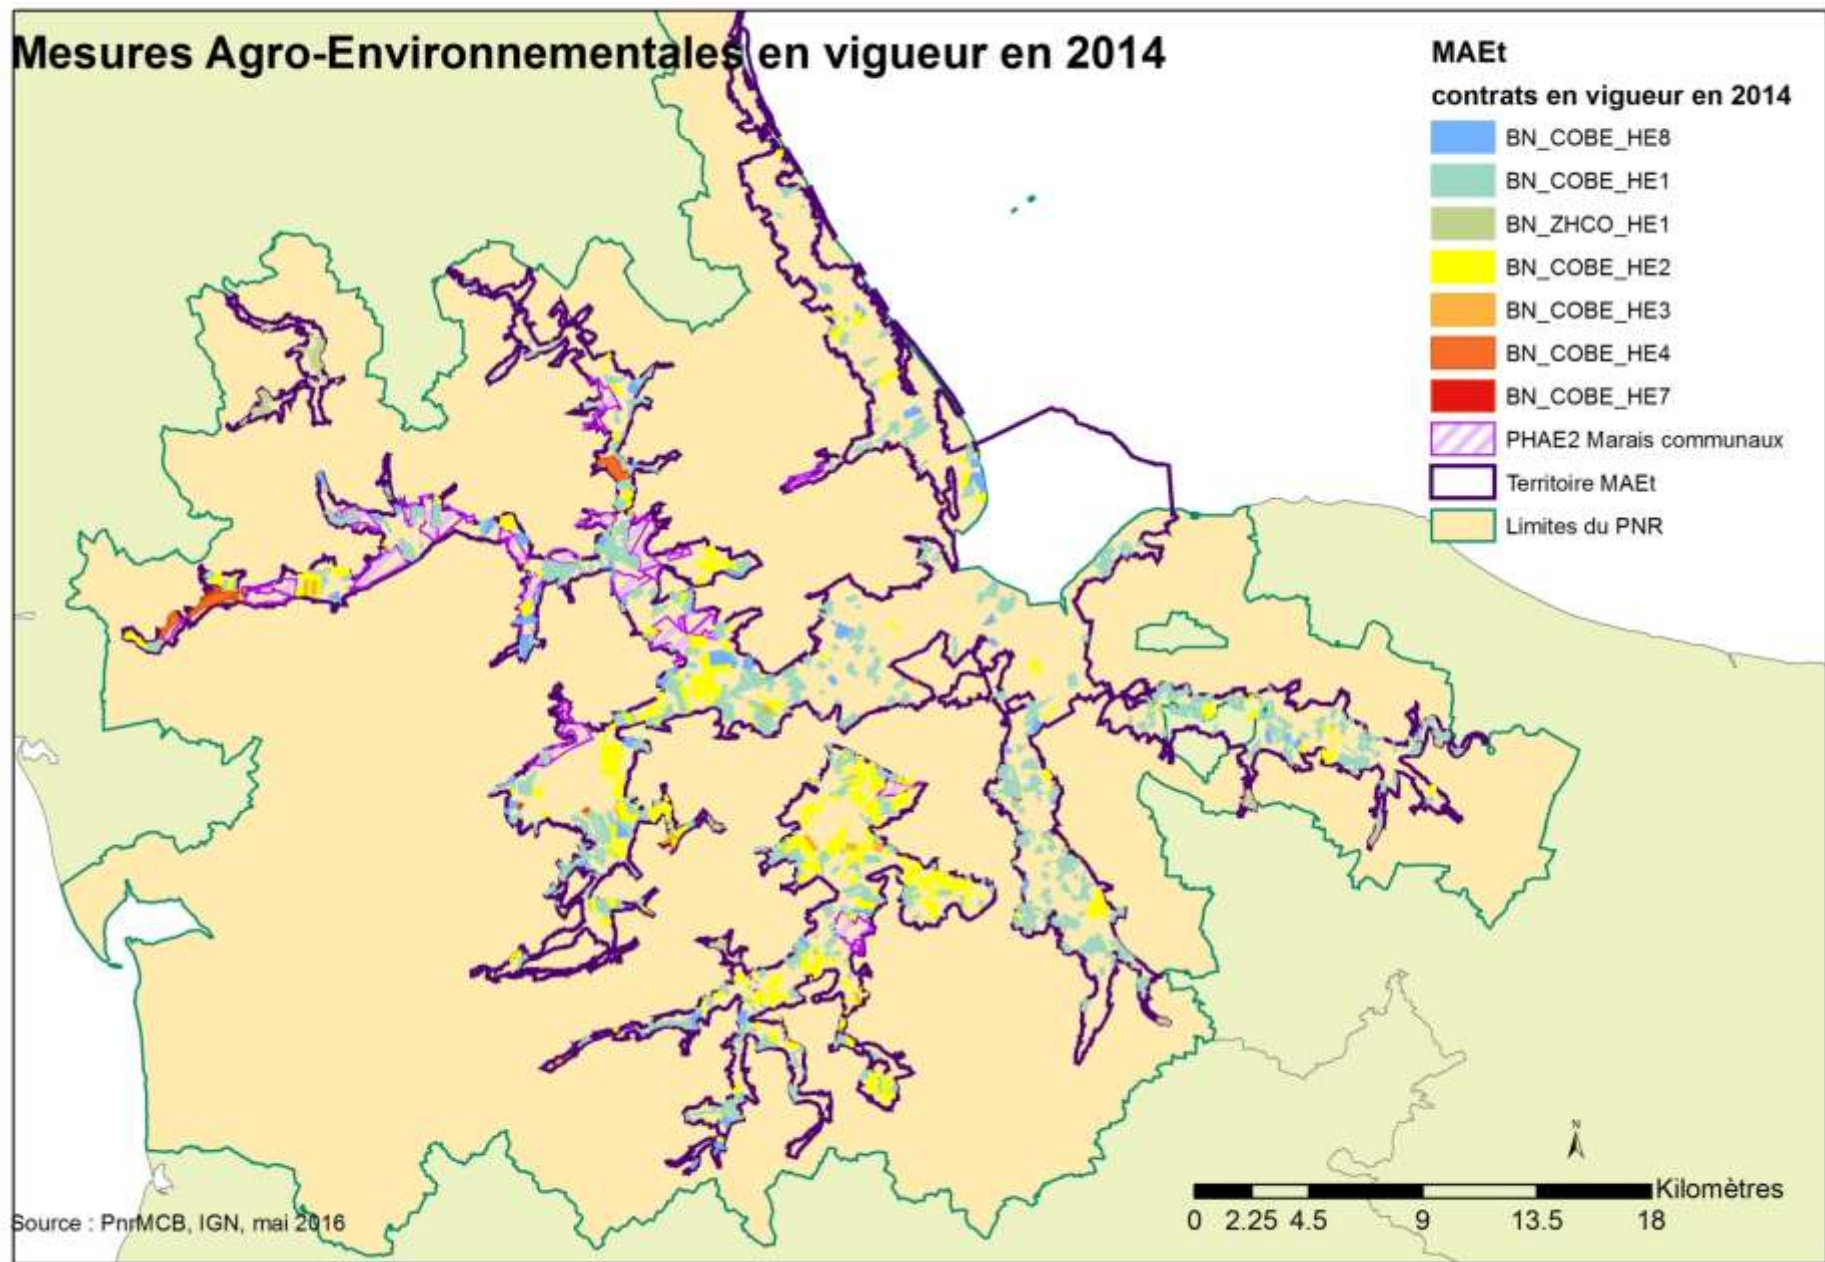 Mesures Agro-Environnementales en vigueur en 2014
MAEt
contrats en vigueur en 2014
BN_COBE_HE8
BN_COBE_HE1
BN_ZHCO_HE1
BN_COBE_HE2
BN_COBE_HE3
BN_COBE_HE4
BN_COBE_HE7
PHAE2 Marais communaux
Territoire MAEt
Limites du PNR
N
Kilomètres
0 2.25 4.5 9 13.5 18
Source : PnrMCB, IGN, mai 2016